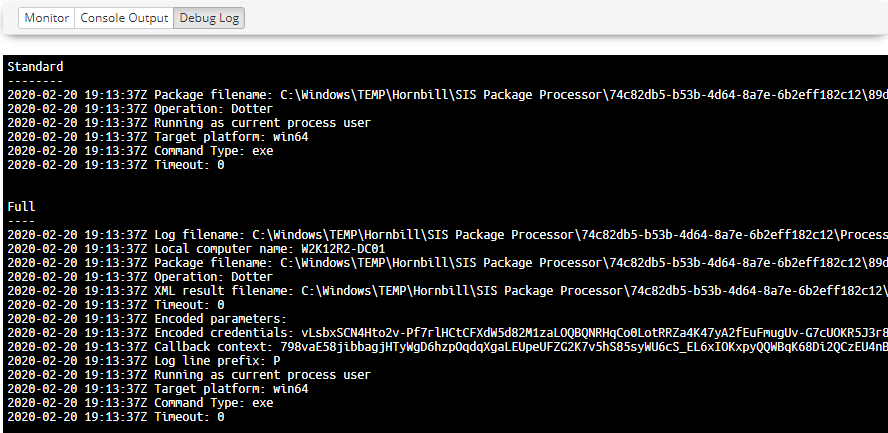 Monitor Console Output Debug Log
Standard
--------
2020-02-20 19:13:37Z Package filename: C:\Windows\TEMP\Hornbill\SIS Package Processor\74c82db5-b53b-4d64-8a7e-6b2eff182c12\89d
2020-02-20 19:13:37Z Operation: Dotter
2020-02-20 19:13:37Z Running as current process user
2020-02-20 19:13:37Z Target platform: win64
2020-02-20 19:13:37Z Command Type: exe
2020-02-20 19:13:37Z Timeout: 0
Full
----
2020-02-20 19:13:37Z Log filename: C:\Windows\TEMP\Hornbill\SIS Package Processor\74c82db5-b53b-4d64-8a7e-6b2eff182c12\Process
2020-02-20 19:13:37Z Local computer name: W2K12R2-DC01
2020-02-20 19:13:37Z Package filename: C:\Windows\TEMP\Hornbill\SIS Package Processor\74c82db5-b53b-4d64-8a7e-6b2eff182c12\89d
2020-02-20 19:13:37Z Operation: Dotter
2020-02-20 19:13:37Z XML result filename: C:\Windows\TEMP\Hornbill\SIS Package Processor\74c82db5-b53b-4d64-8a7e-6b2eff182c12\
2020-02-20 19:13:37Z Timeout: 0
2020-02-20 19:13:37Z Encoded parameters:
2020-02-20 19:13:37Z Encoded credentials: vLsbxSCN4Hto2v-Pf7rlHCtCFXdW5d82M1zaLOQBQNRHqCo0LotRRZa4K47yA2fEuFmugUv-G7cUOKR5J3r8
2020-02-20 19:13:37Z Callback context: 798vaE58jibbagjHTyWgD6hzpOqdqXgaLEUpeUFZG2K7v5hS85syWU6cS_EL6xIOKxpyQQWBqK68Di2QCzEU4nB
2020-02-20 19:13:37Z Log line prefix: P
2020-02-20 19:13:37Z Running as current process user
2020-02-20 19:13:37Z Target platform: win64
2020-02-20 19:13:37Z Command Type: exe
2020-02-20 19:13:37Z Timeout: 0